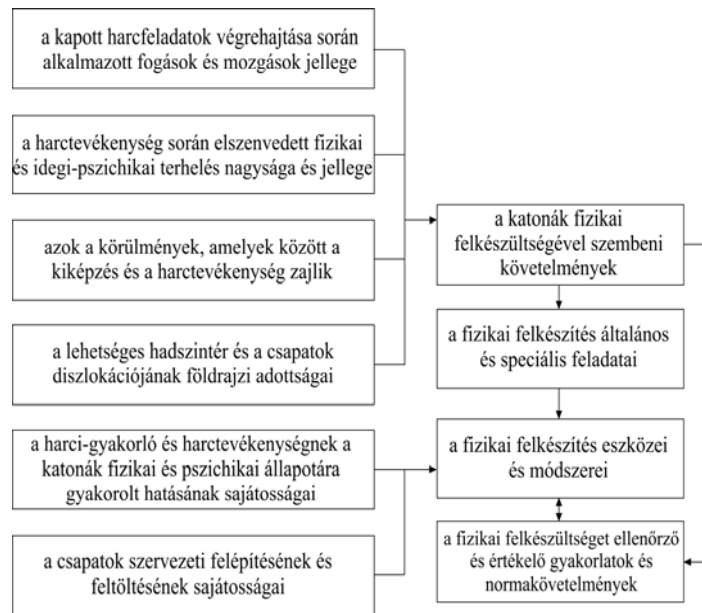 a kapott harcfeladatok végrehajtása során
alkalmazott fogások és mozgások jellege
a harctevékenység során elszenvedett fizikai
és idegi-pszichikai terhelés nagysága és jellege
azok a körülmények, amelyek között a
kiképzés és a harctevékenység zajlik
a lehetséges hadszintér és a csapatok
diszlokációjának földrajzi adottságai
a harci-gyakorló és harctevékenységnek a
katonák fizikai és pszichikai állapotára
gyakorolt hatásának sajátosságai
a csapatok szervezeti felépítésének és
feltöltésének sajátosságai
a katonák fizikai
felkészültségével szembeni
követelmények
a fizikai felkészítés általános
és speciális feladatai
a fizikai felkészítés eszközei
és módszerei
a fizikai felkészültséget ellenőrző
és értékelő gyakorlatok és
normakövetelmények